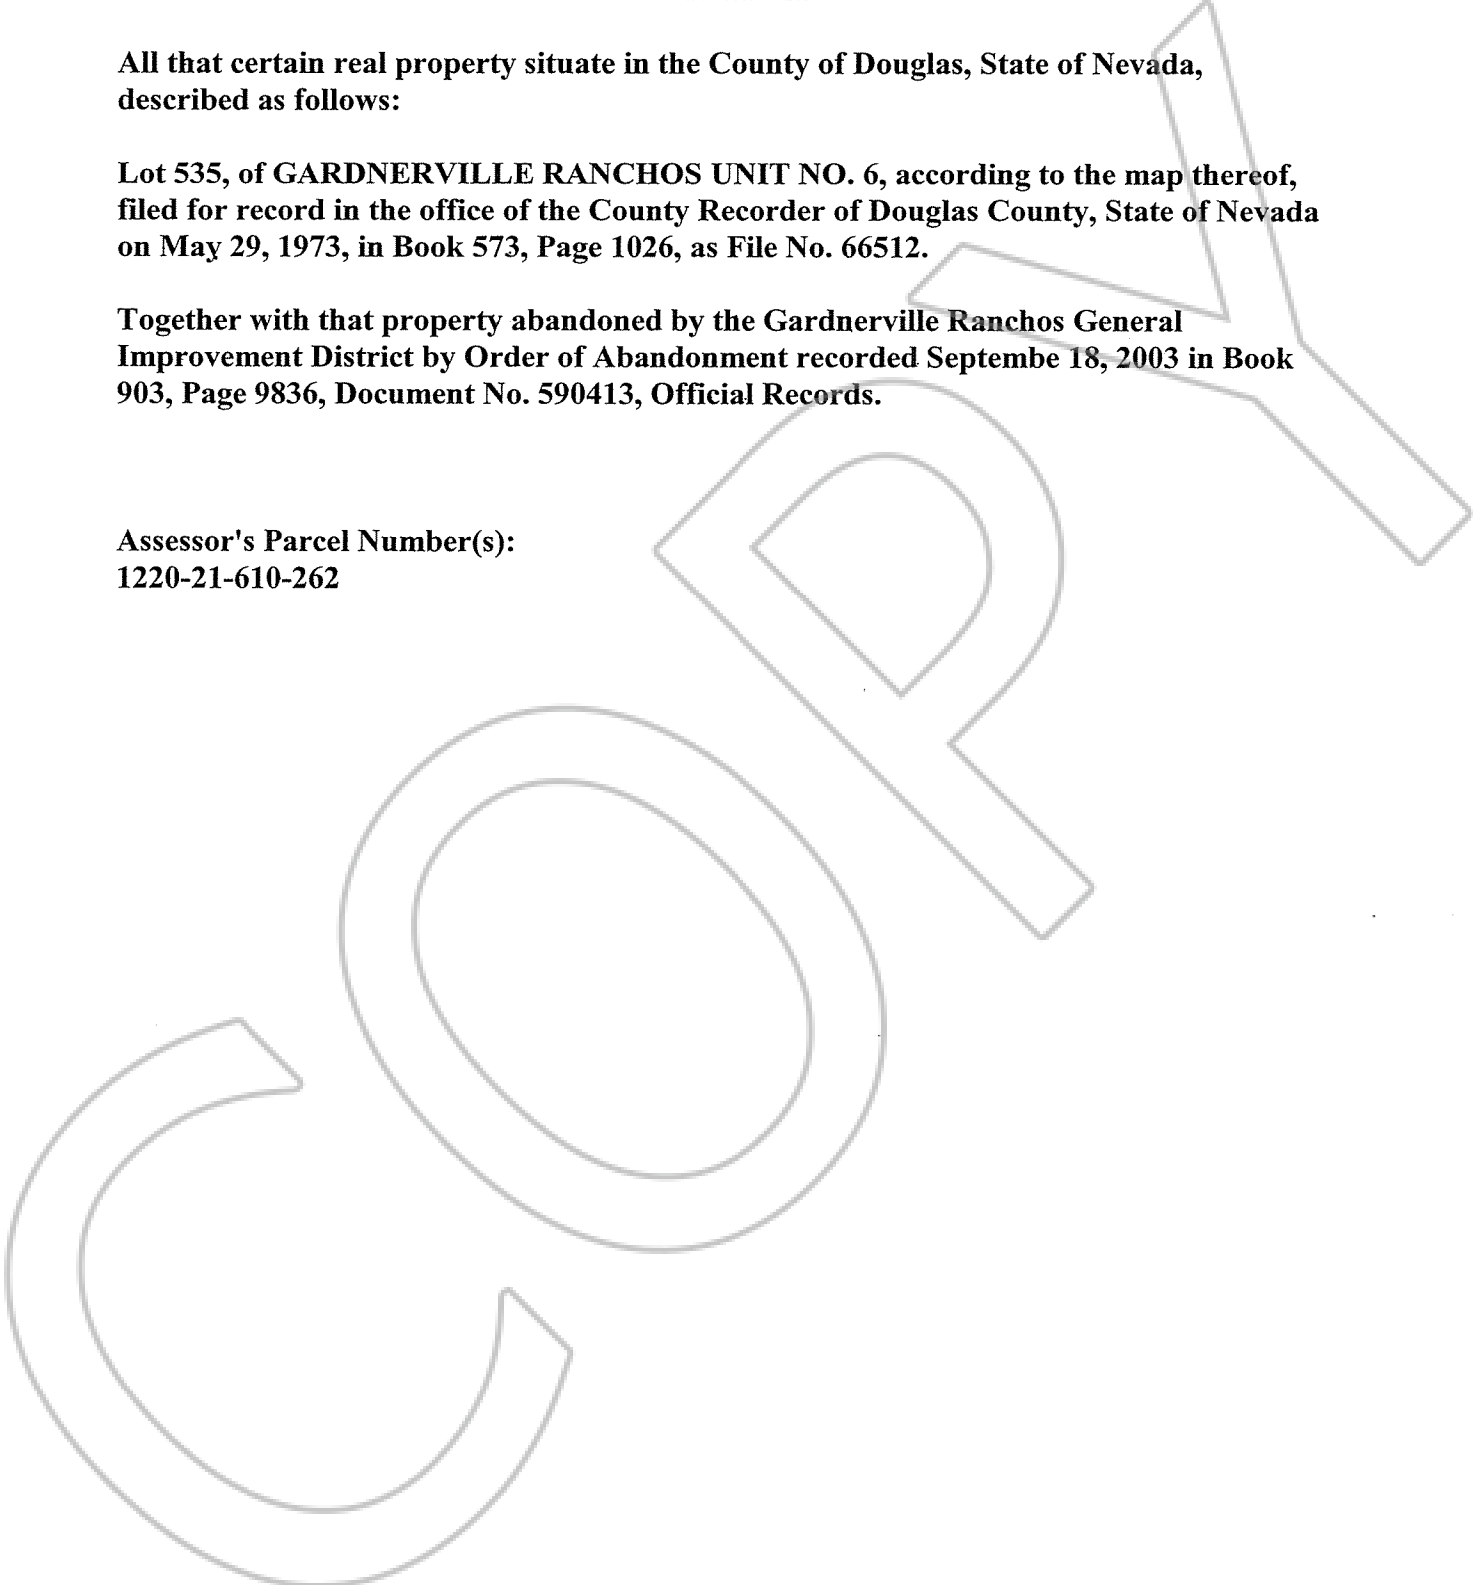 All that certain real property situate in the County of Douglas, State of Nevada,
described as follows:
Lot 535, of GARDNERVILLE RANCHOS UNIT NO. 6, according to the map thereof,
filed for record in the office of the County Recorder of Douglas County, State of Nevada
on May 29, 1973, in Book 573, Page 1026, as File No. 66512.
Together with that property abandoned by the Gardnerville Ranchos General
Improvement District by Order of Abandonment recorded Septembe 18, 2003 in Book
903, Page 9836, Document No. 590413, Official Records.
Assessor's Parcel Number(s):
1220-21-610-262
COPY